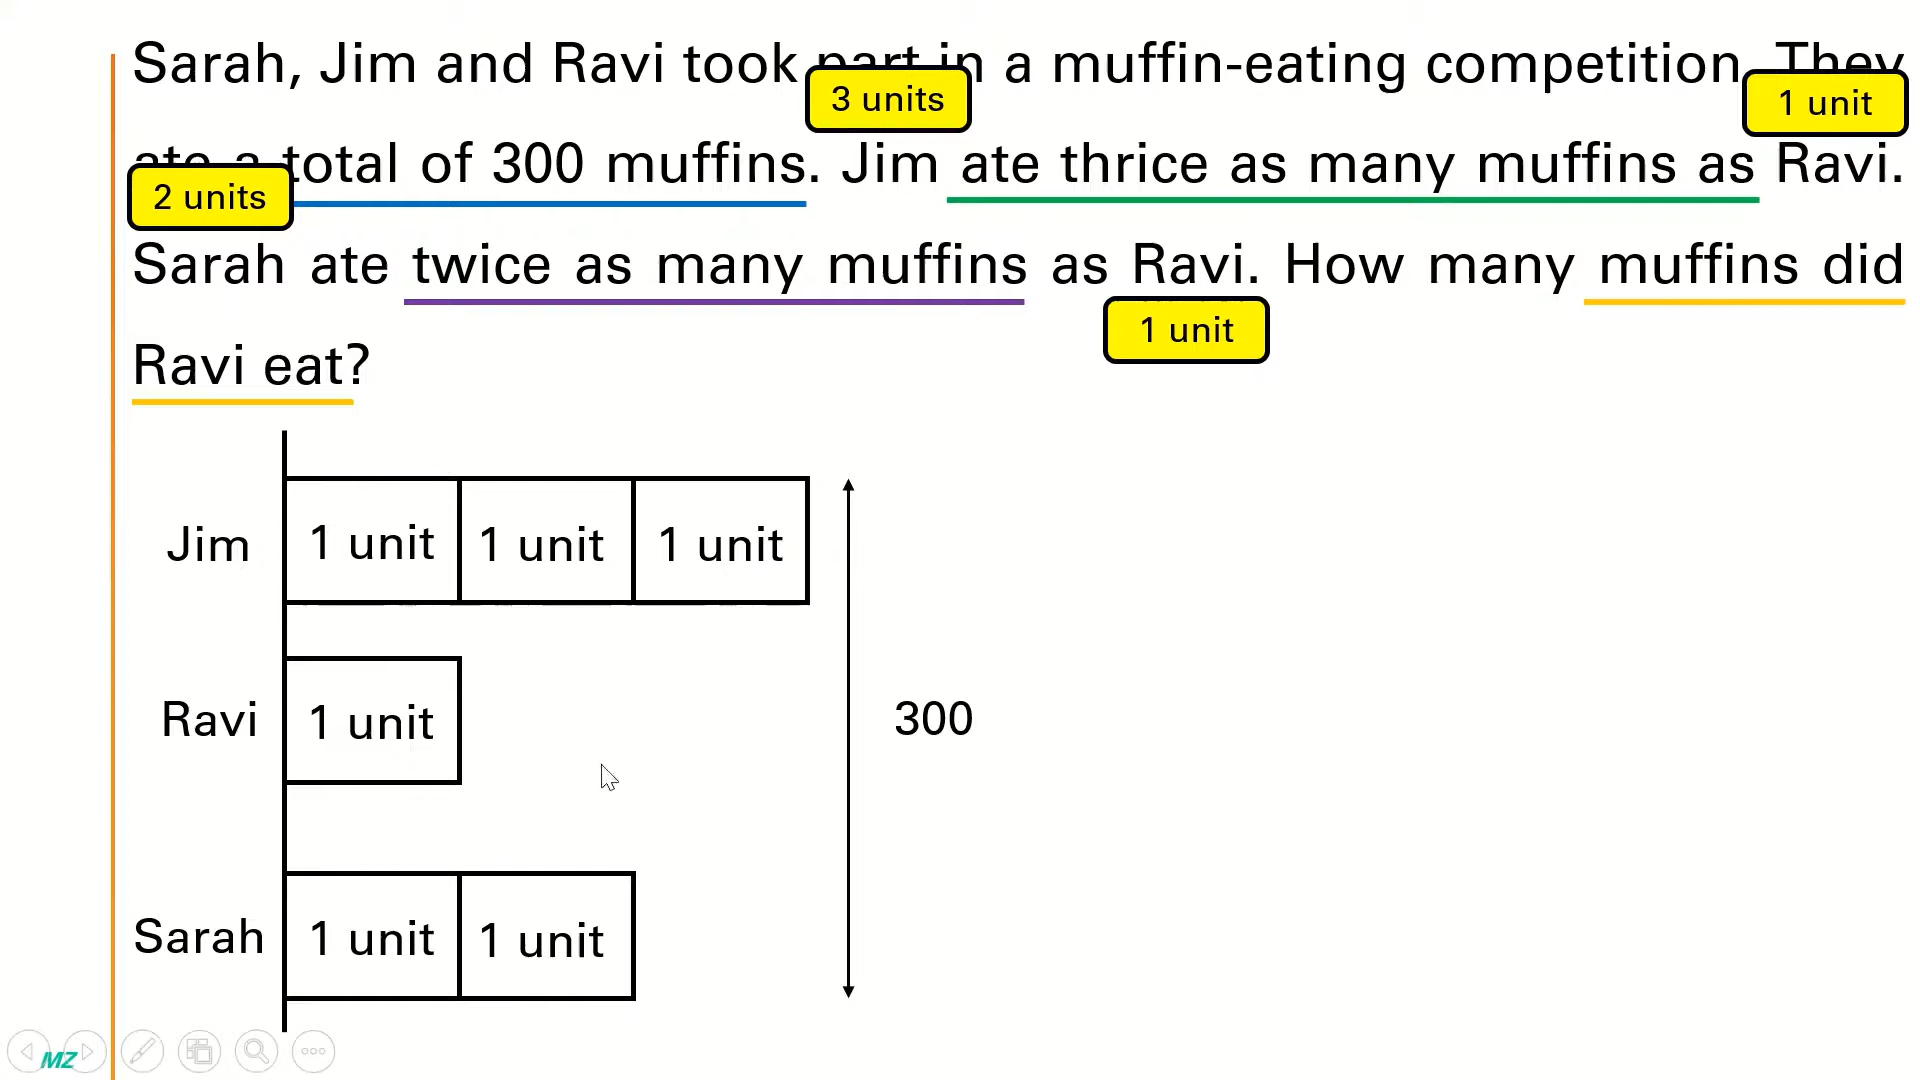 Sarah, Jim and Ravi took part in a muffin-eating competition. They
3 units
1 unit
ate a total of 300 muffins. Jim ate thrice as many muffins as Ravi.
2 units
Sarah ate twice as many muffins as Ravi. How many muffins did
1 unit
Ravi eat?
Jim 1 unit 1 unit 1 unit
Ravi 1 unit 300
Sarah 1 unit 1 unit
MZ